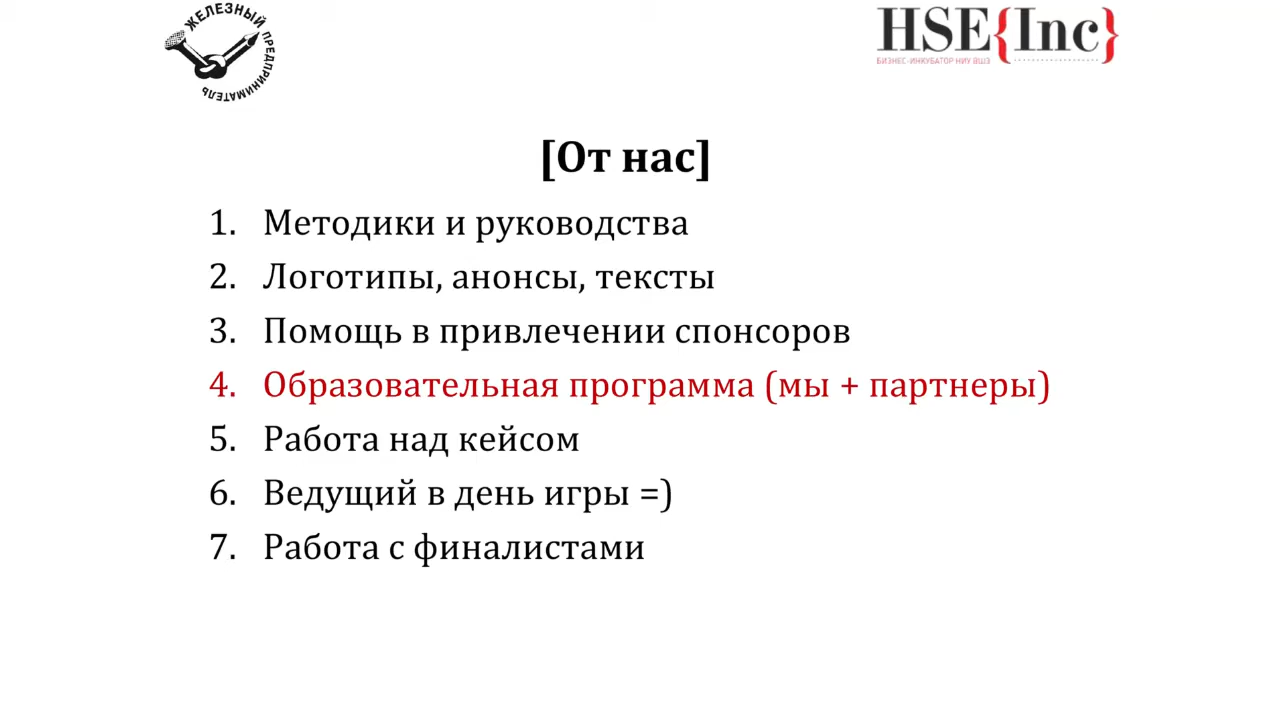 ЖЕЛЕЗНЫЙ ПРЕДПРИНИМАТЕЛЬ
HSE{Inc}
БИЗНЕС-ИНКУБАТОР НИУ ВШЭ
[От нас]
1. Методики и руководства
2. Логотипы, анонсы, тексты
3. Помощь в привлечении спонсоров
4. Образовательная программа (мы + партнеры)
5. Работа над кейсом
6. Ведущий в день игры =)
7. Работа с финалистами